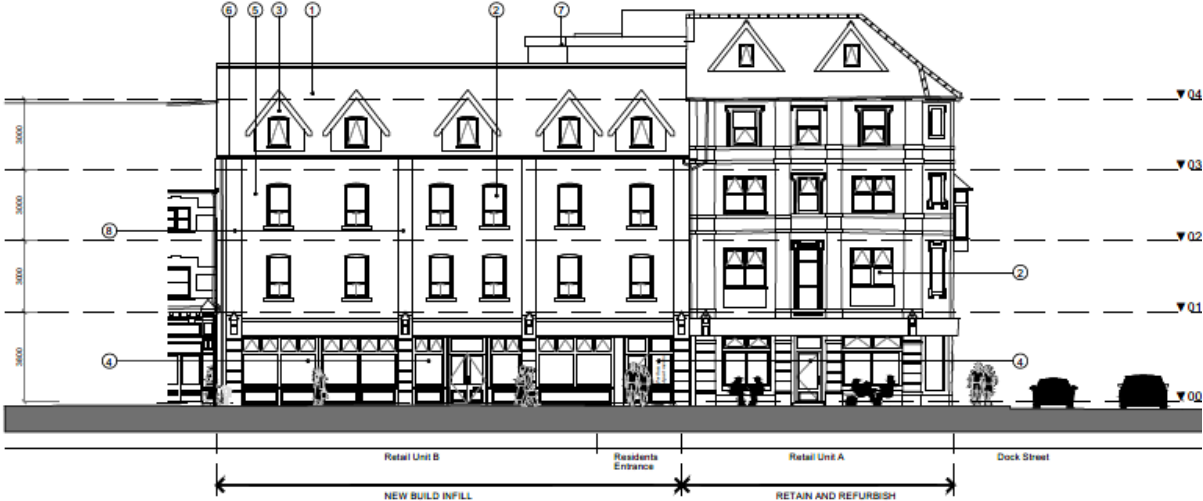 6 5 3 1 2 7
▼ 04
3000
▼ 03
3000
8
▼ 02
3000
2
▼ 01
3600
4 4
▼ 00
Retail Unit B
Residents
Entrance
Retail Unit A
Dock Street
NEW BUILD INFILL
RETAIN AND REFURBISH